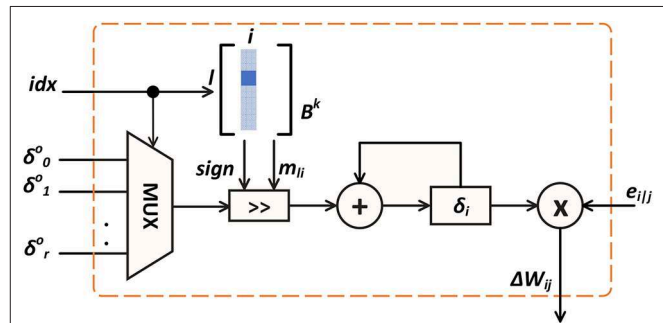 i
l
idx
B^k
δ^o_0
sign
m_li
δ^o_1
MUX
>>
+
δ_i
x
e_i|j
.
.
δ^o_r
ΔW_ij